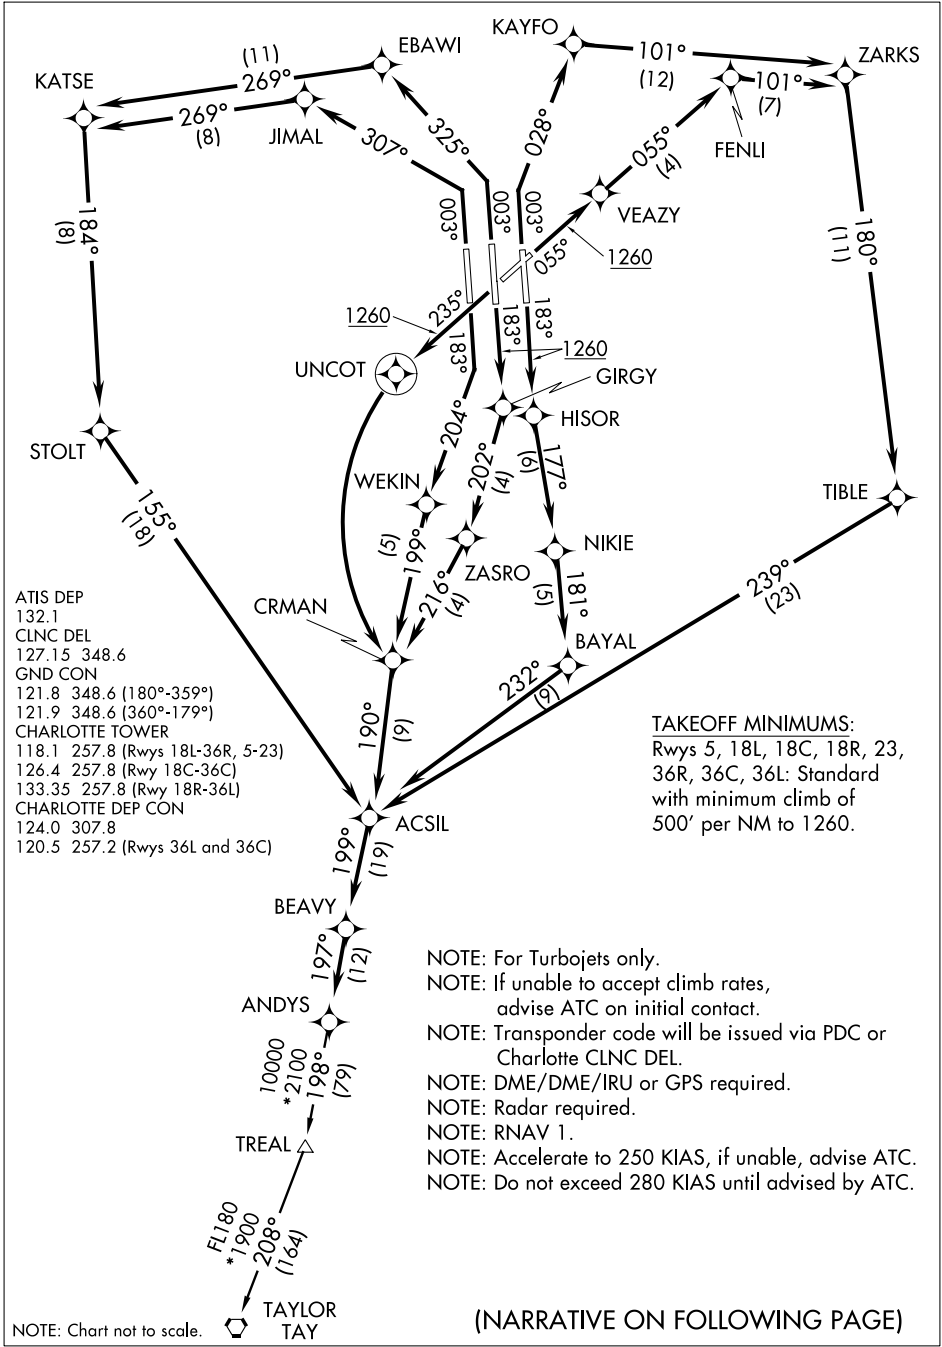 KAYFO
EBAWI
(11)
269°
KATSE
101°
(12)
ZARKS
269°
(8)
JIMAL
307°
325°
028°
101°
(7)
FENLI
055°
(4)
VEAZY
184°
(8)
003°
003°
003°
055°
1260
180°
(11)
1260
235°
183°
183°
183°
1260
UNCOT
GIRGY
HISOR
204°
202°
(4)
177°
(6)
STOLT
WEKIN
TIBLE
155°
(18)
(5)
199°
ZASRO
NIKIE
216°
(4)
181°
(5)
239°
(23)
CRMAN
BAYAL
ATIS DEP
132.1
CLNC DEL
127.15 348.6
GND CON
121.8 348.6 (180°-359°)
121.9 348.6 (360°-179°)
CHARLOTTE TOWER
118.1 257.8 (Rwys 18L-36R, 5-23)
126.4 257.8 (Rwy 18C-36C)
133.35 257.8 (Rwy 18R-36L)
CHARLOTTE DEP CON
124.0 307.8
120.5 257.2 (Rwys 36L and 36C)
190°
(9)
232°
(9)
TAKEOFF MINIMUMS:
Rwys 5, 18L, 18C, 18R, 23,
36R, 36C, 36L: Standard
with minimum climb of
500' per NM to 1260.
ACSIL
199°
(19)
BEAVY
197°
(12)
ANDYS
10000
*2100
198°
(79)
TREAL
FL180
*1900
208°
(164)
TAYLOR
TAY
NOTE: For Turbojets only.
NOTE: If unable to accept climb rates,
advise ATC on initial contact.
NOTE: Transponder code will be issued via PDC or
Charlotte CLNC DEL.
NOTE: DME/DME/IRU or GPS required.
NOTE: Radar required.
NOTE: RNAV 1.
NOTE: Accelerate to 250 KIAS, if unable, advise ATC.
NOTE: Do not exceed 280 KIAS until advised by ATC.
NOTE: Chart not to scale.
(NARRATIVE ON FOLLOWING PAGE)